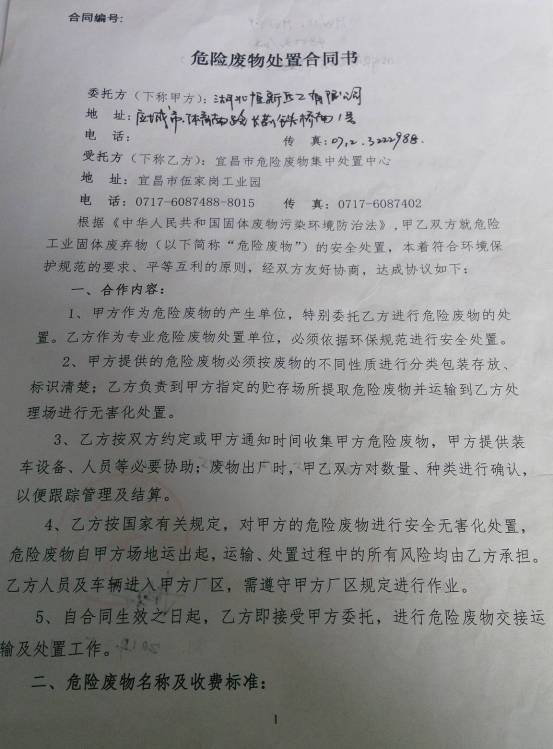 合同编号:
危险废物处置合同书
委托方（下称甲方）: 湖北恒新化工有限公司
地 址: 应城市 南 桥南1号
电 话: 传 真: 0712.3222988.
受托方（下称乙方）: 宜昌市危险废物集中处置中心
地 址: 宜昌市伍家岗工业园
电 话: 0717-6087488-8015 传 真: 0717-6087402
根据《中华人民共和国固体废物污染环境防治法》,甲乙双方就危险
工业固体废弃物（以下简称“危险废物”）的安全处置，本着符合环境保
护规范的要求、平等互利的原则，经双方友好协商，达成协议如下:
一、合作内容:
1、甲方作为危险废物的产生单位，特别委托乙方进行危险废物的处
置。乙方作为专业危险废物处置单位，必须依据环保规范进行安全处置。
2、甲方提供的危险废物必须按废物的不同性质进行分类包装存放、
标识清楚；乙方负责到甲方指定的贮存场所提取危险废物并运输到乙方处
理场进行无害化处置。
3、乙方按双方约定或甲方通知时间收集甲方危险废物，甲方提供装
车设备、人员等必要协助；废物出厂时，甲乙双方对数量、种类进行确认，
以便跟踪管理及结算。
4、乙方按国家有关规定，对甲方的危险废物进行安全无害化处置，
危险废物自甲方场地运出起，运输、处置过程中的所有风险均由乙方承担。
乙方人员及车辆进入甲方厂区，需遵守甲方厂区规定进行作业。
5、自合同生效之日起，乙方即接受甲方委托，进行危险废物交接运
输及处置工作。
二、危险废物名称及收费标准:
1